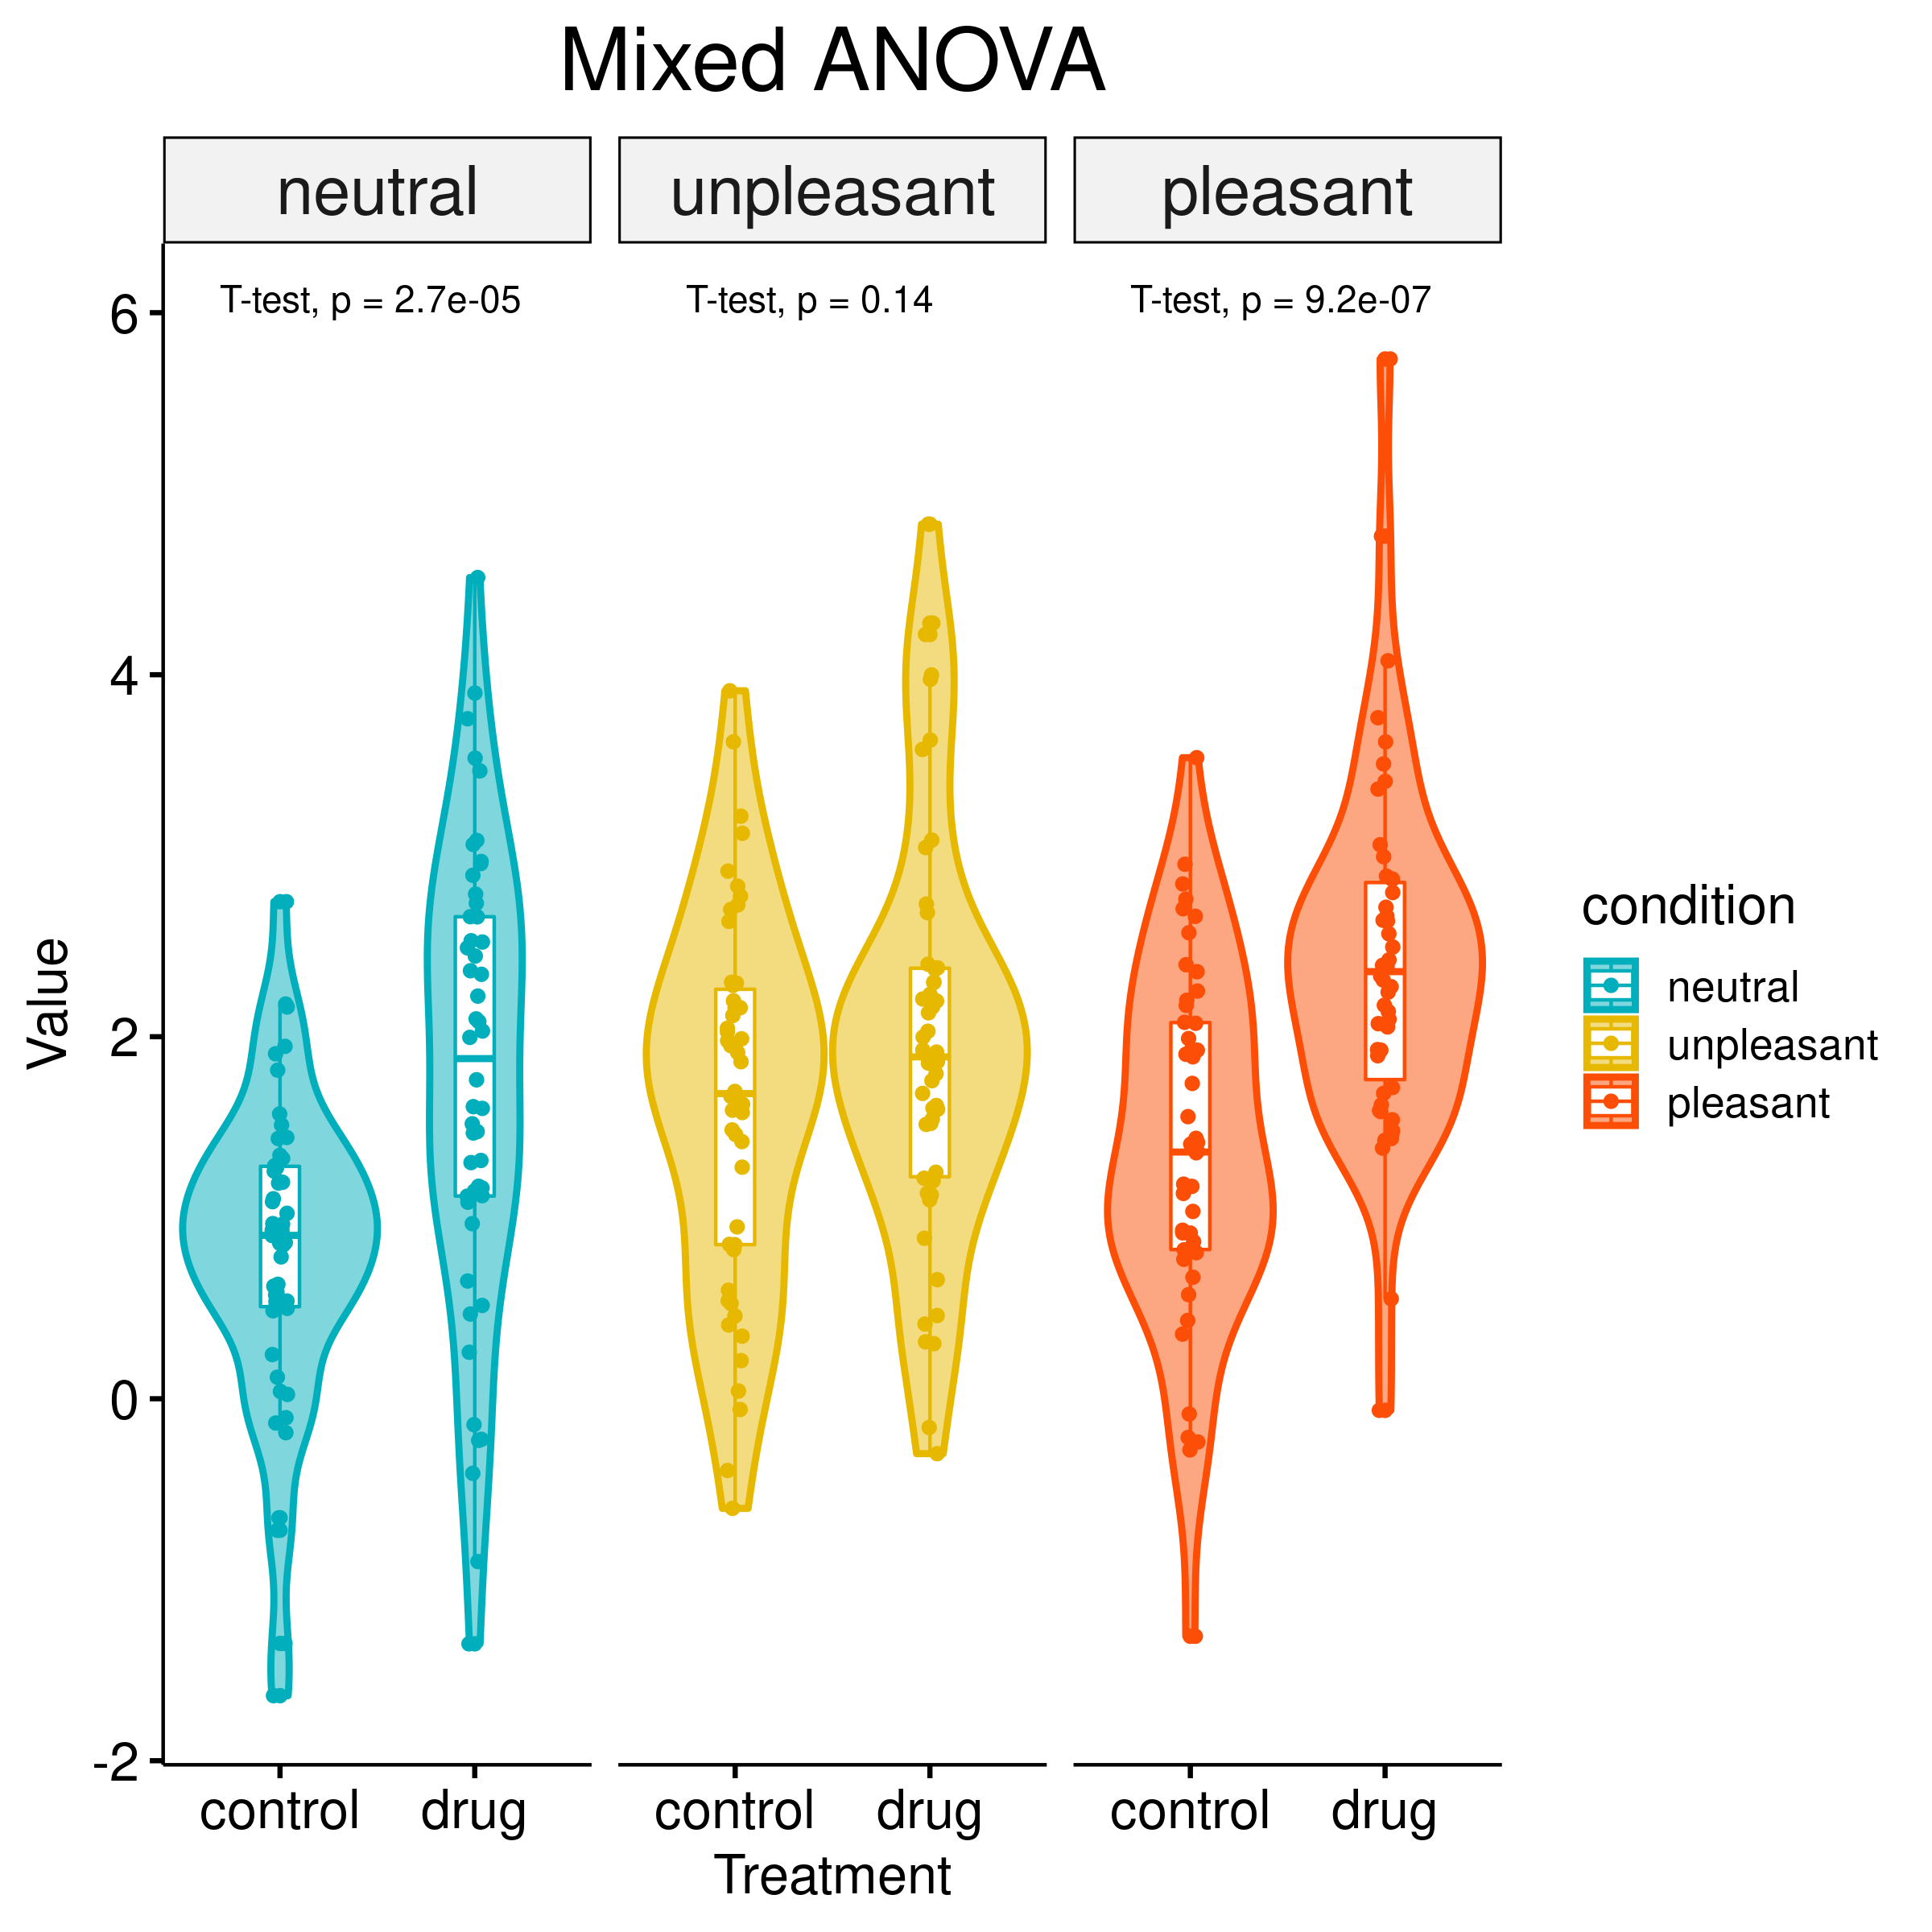 Mixed ANOVA
neutral unpleasant pleasant
T-test, p = 2.7e-05 T-test, p = 0.14 T-test, p = 9.2e-07
6
4
2
0
-2
Value
control drug control drug control drug
Treatment
condition
neutral
unpleasant
pleasant